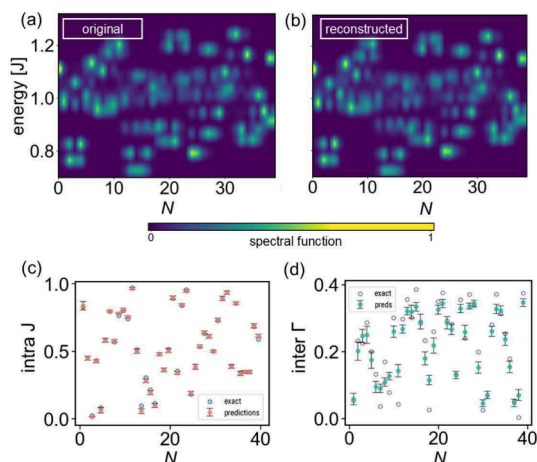 (a)
original
(b)
reconstructed
energy [J]
1.2
1.0
0.8
0
10
20
30
N
0
10
20
30
N
0
1
spectral function
(c)
intra J
1.0
0.5
0.0
exact
predictions
0
20
40
N
(d)
inter Γ
0.4
0.2
0.0
exact
preds
0
20
40
N